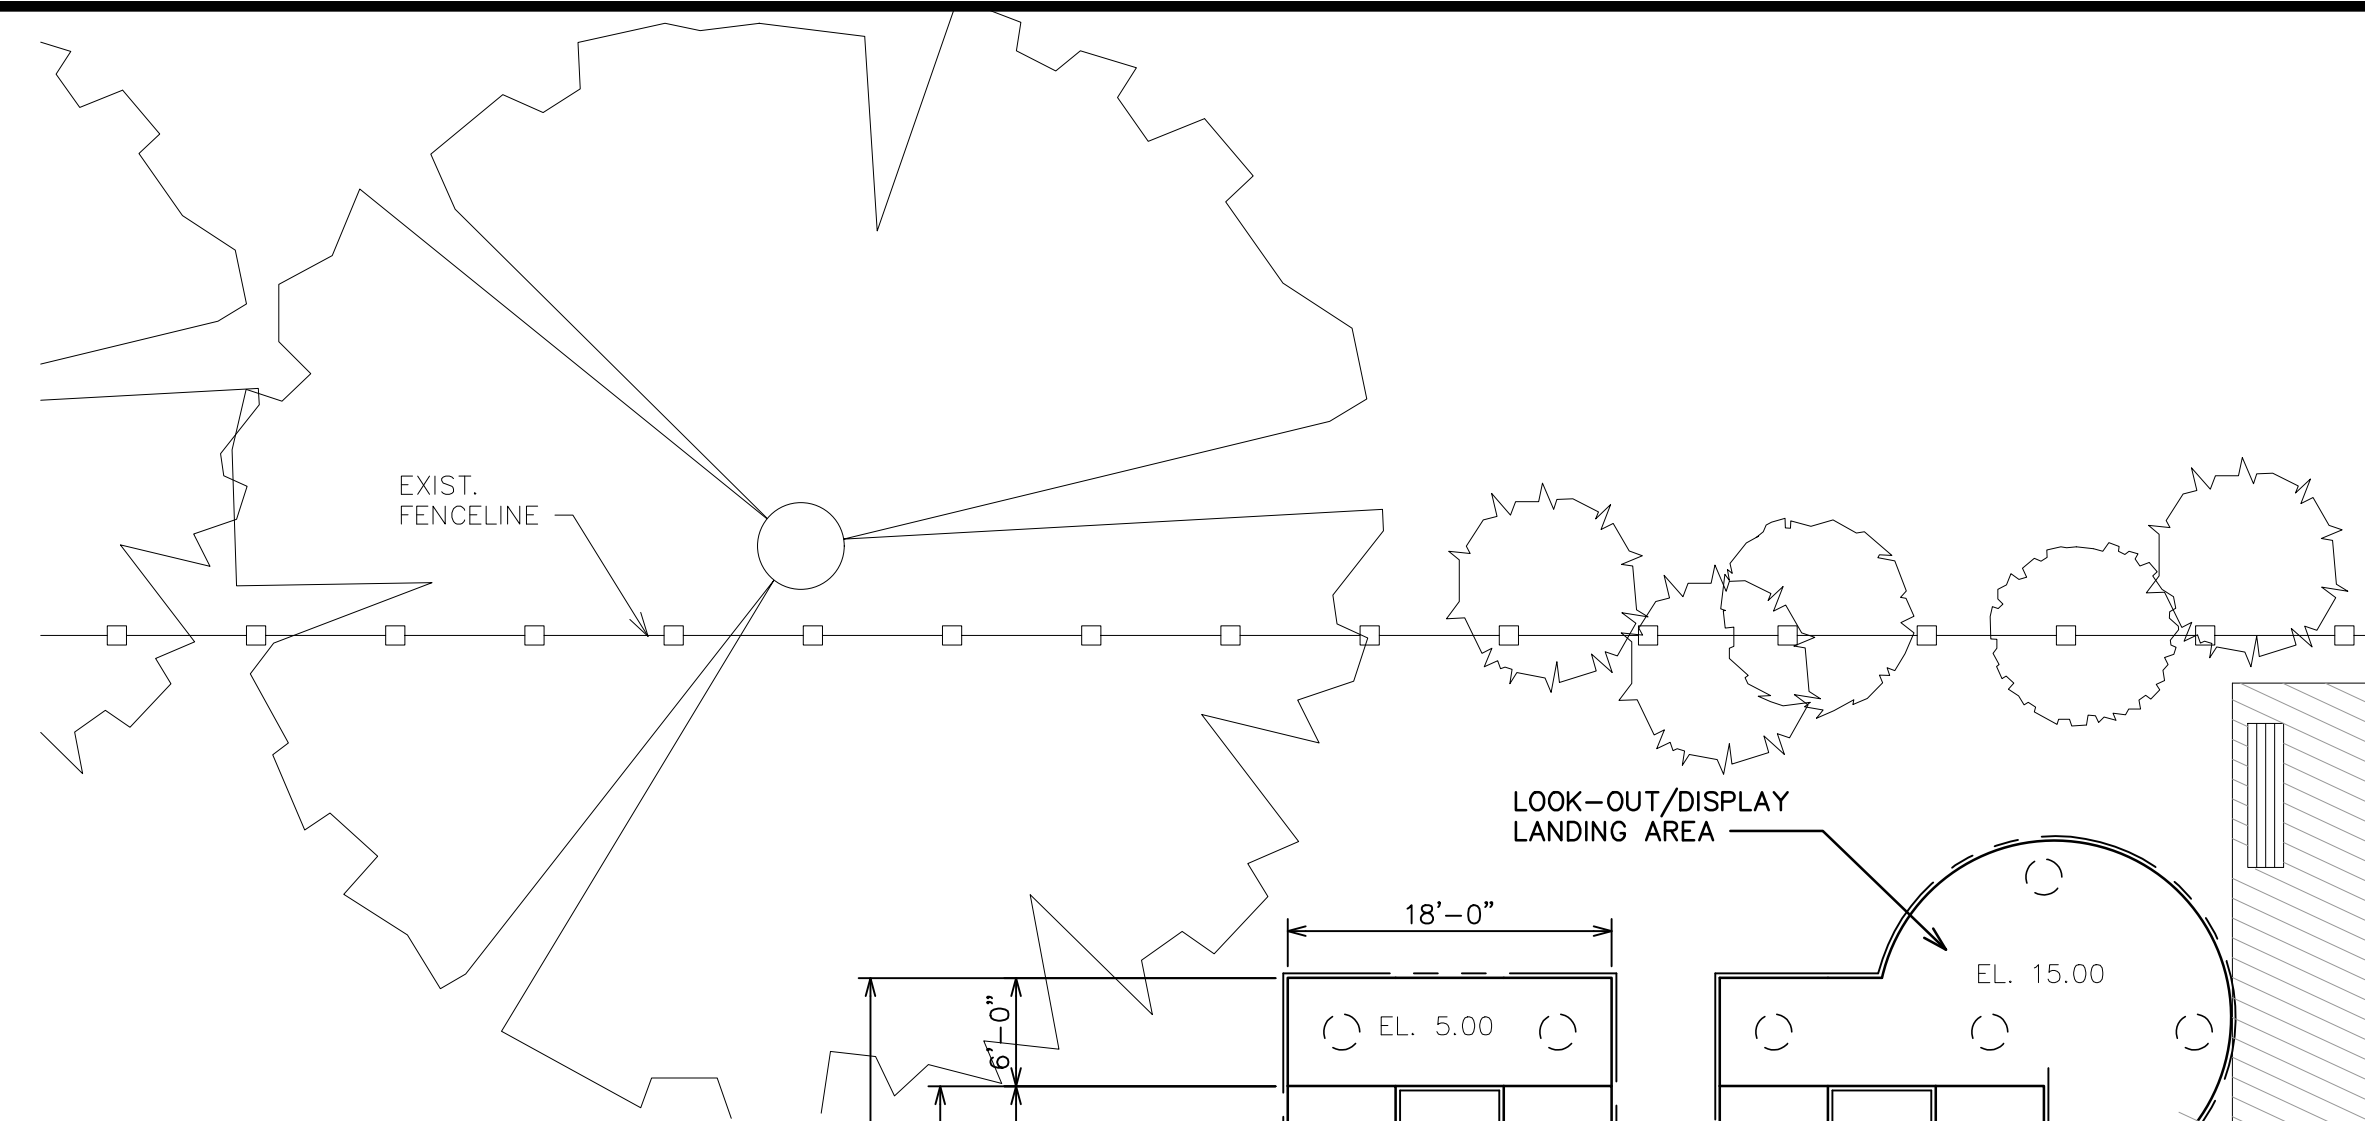 EXIST.
FENCELINE
LOOK-OUT/DISPLAY
LANDING AREA
18'-0"
EL. 15.00
6'-0"
EL. 5.00